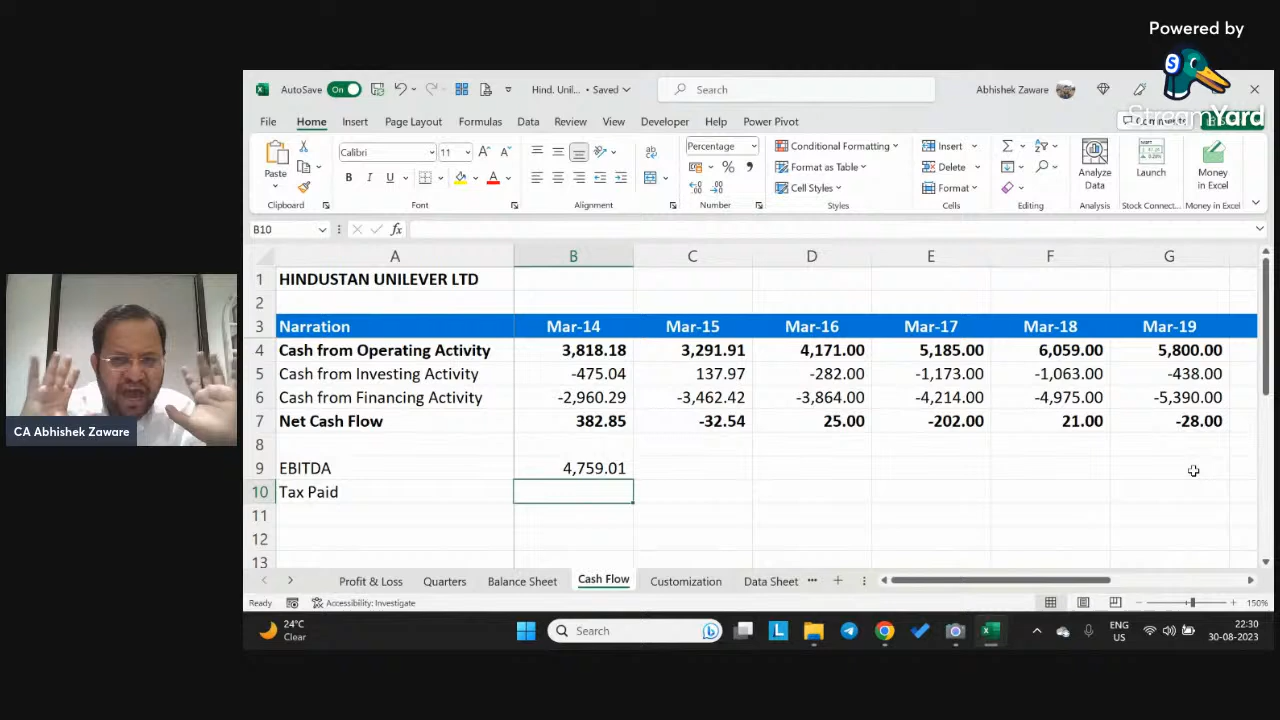 Powered by
S
StreamYard
AutoSave On Hind. Unil... • Saved Search Abhishek Zaware
File Home Insert Page Layout Formulas Data Review View Developer Help Power Pivot Comments
Calibri 11 Percentage Conditional Formatting Insert
Paste B I U A Format as Table Delete Analyze Data Launch Money in Excel
Cell Styles Format
Clipboard Font Alignment Number Styles Cells Editing Analysis Stock Connect... Money in Excel
B10 fx
A B C D E F G
1 HINDUSTAN UNILEVER LTD
2
3 Narration Mar-14 Mar-15 Mar-16 Mar-17 Mar-18 Mar-19
4 Cash from Operating Activity 3,818.18 3,291.91 4,171.00 5,185.00 6,059.00 5,800.00
5 Cash from Investing Activity -475.04 137.97 -282.00 -1,173.00 -1,063.00 -438.00
6 Cash from Financing Activity -2,960.29 -3,462.42 -3,864.00 -4,214.00 -4,975.00 -5,390.00
7 Net Cash Flow 382.85 -32.54 25.00 -202.00 21.00 -28.00
8
9 EBITDA 4,759.01
10 Tax Paid
11
12
13
CA Abhishek Zaware
Profit & Loss Quarters Balance Sheet Cash Flow Customization Data Sheet ••• +
Ready Accessibility: Investigate 150%
24°C
Clear
Search
L
ENG
US
22:30
30-08-2023